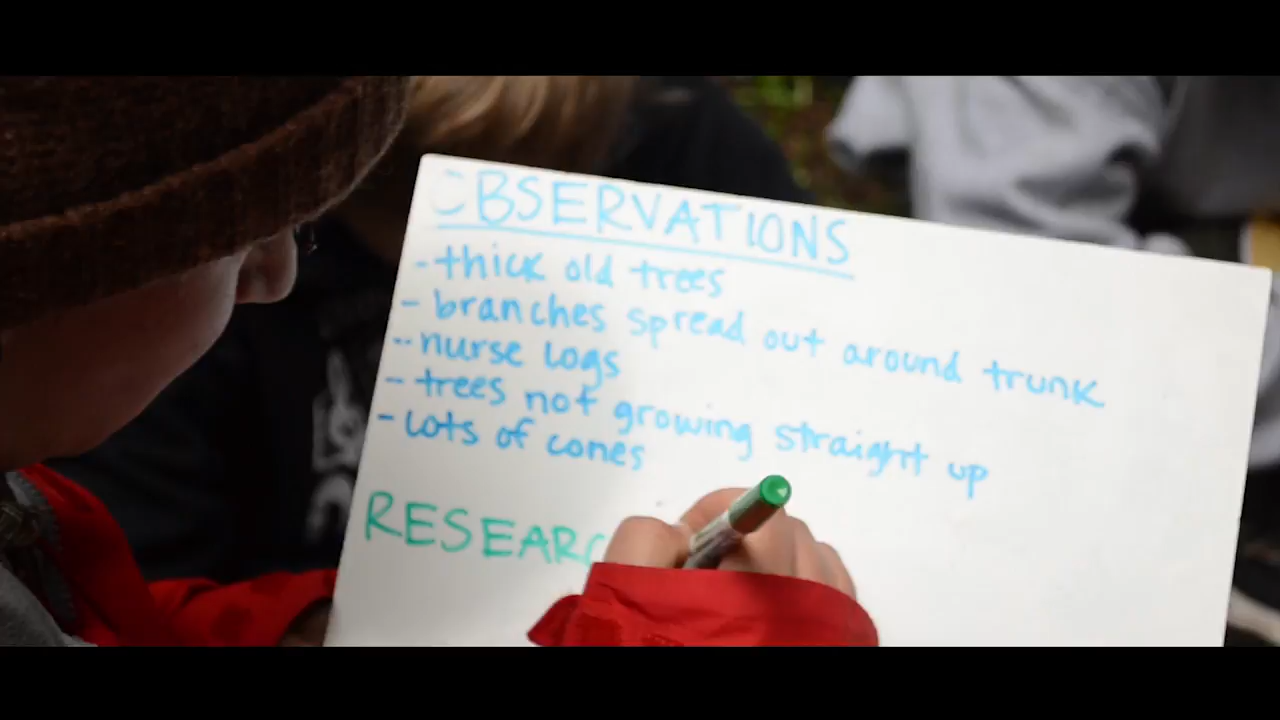 OBSERVATIONS
-thick old trees
- branches spread out around trunk
-- nurse logs
- trees not growing straight up
- Lots of cones
RESEARC